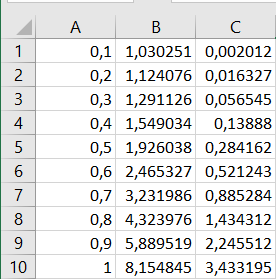 A B C
1 0,1 1,030251 0,002012
2 0,2 1,124076 0,016327
3 0,3 1,291126 0,056545
4 0,4 1,549034 0,13888
5 0,5 1,926038 0,284162
6 0,6 2,465327 0,521243
7 0,7 3,231986 0,885284
8 0,8 4,323976 1,434312
9 0,9 5,889519 2,245512
10 1 8,154845 3,433195